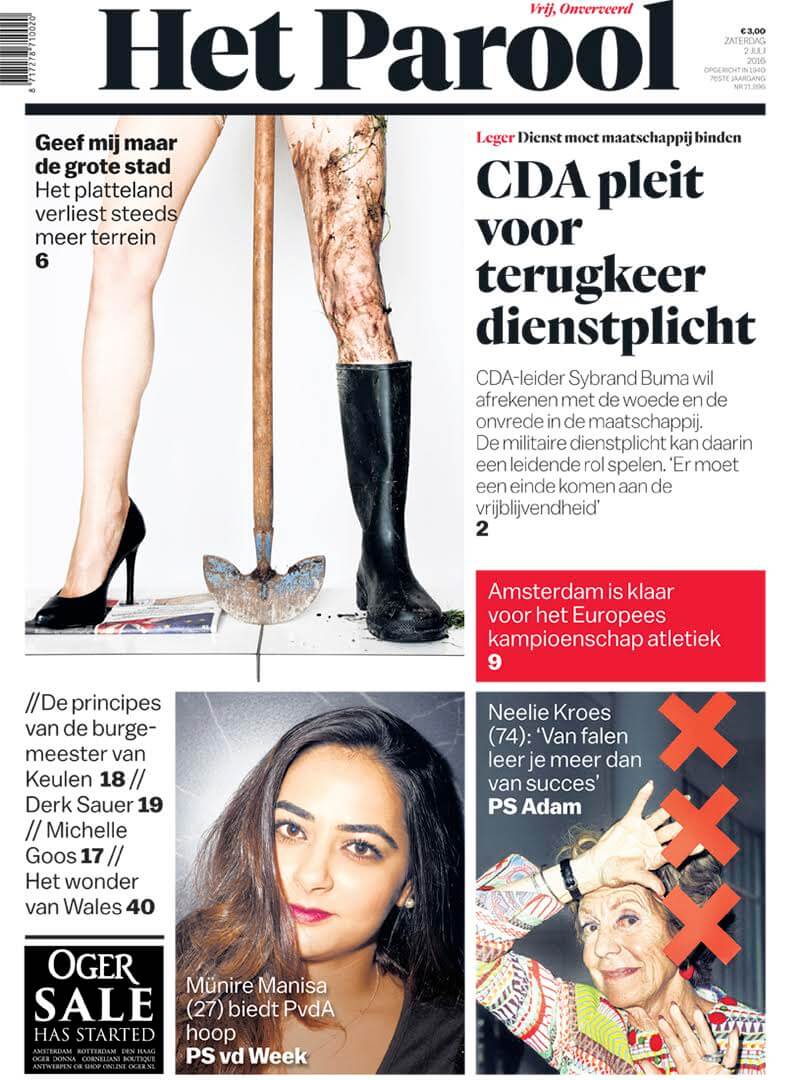 Vrij, Onverveerd
Het Parool
€ 3,00
ZATERDAG
2 JULI
2016
OPGERICHT IN 1940
76STE JAARGANG
8 717278 710020
Geef mij maar
de grote stad
Het platteland
verliest steeds
meer terrein
6
Leger Dienst moet maatschappij binden
CDA pleit
voor
terugkeer
dienstplicht
CDA-leider Sybrand Buma wil
afrekenen met de woede en de
onvrede in de maatschappij.
De militaire dienstplicht kan daarin
een leidende rol spelen. ‘Er moet
een einde komen aan de
vrijblijvendheid’
2
Amsterdam is klaar
voor het Europees
kampioenschap atletiek
9
//De principes
van de burge-
meester van
Keulen 18 //
Derk Sauer 19
// Michelle
Goos 17 //
Het wonder
van Wales 40
OGER
SALE
HAS STARTED
AMSTERDAM ROTTERDAM DEN HAAG
OGER DONNA CORNELIANI BOUTIQUE
ANTWERPEN OR SHOP ONLINE OGER.NL
Münire Manisa
(27) biedt PvdA
hoop
PS vd Week
Neelie Kroes
(74): ‘Van falen
leer je meer dan
van succes’
PS Adam